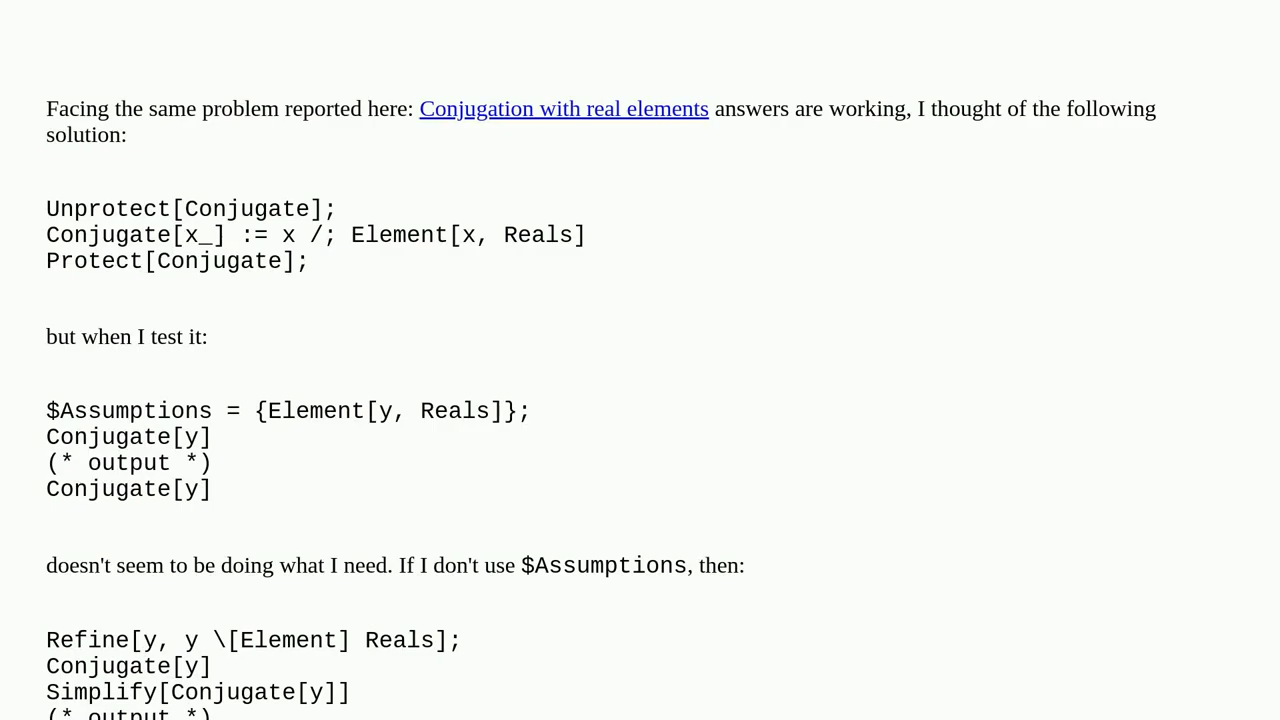 Facing the same problem reported here: Conjugation with real elements answers are working, I thought of the following
solution:
Unprotect[Conjugate];
Conjugate[x_] := x /; Element[x, Reals]
Protect[Conjugate];
but when I test it:
$Assumptions = {Element[y, Reals]};
Conjugate[y]
(* output *)
Conjugate[y]
doesn't seem to be doing what I need. If I don't use $Assumptions, then:
Refine[y, y \[Element] Reals];
Conjugate[y]
Simplify[Conjugate[y]]
(* output *)